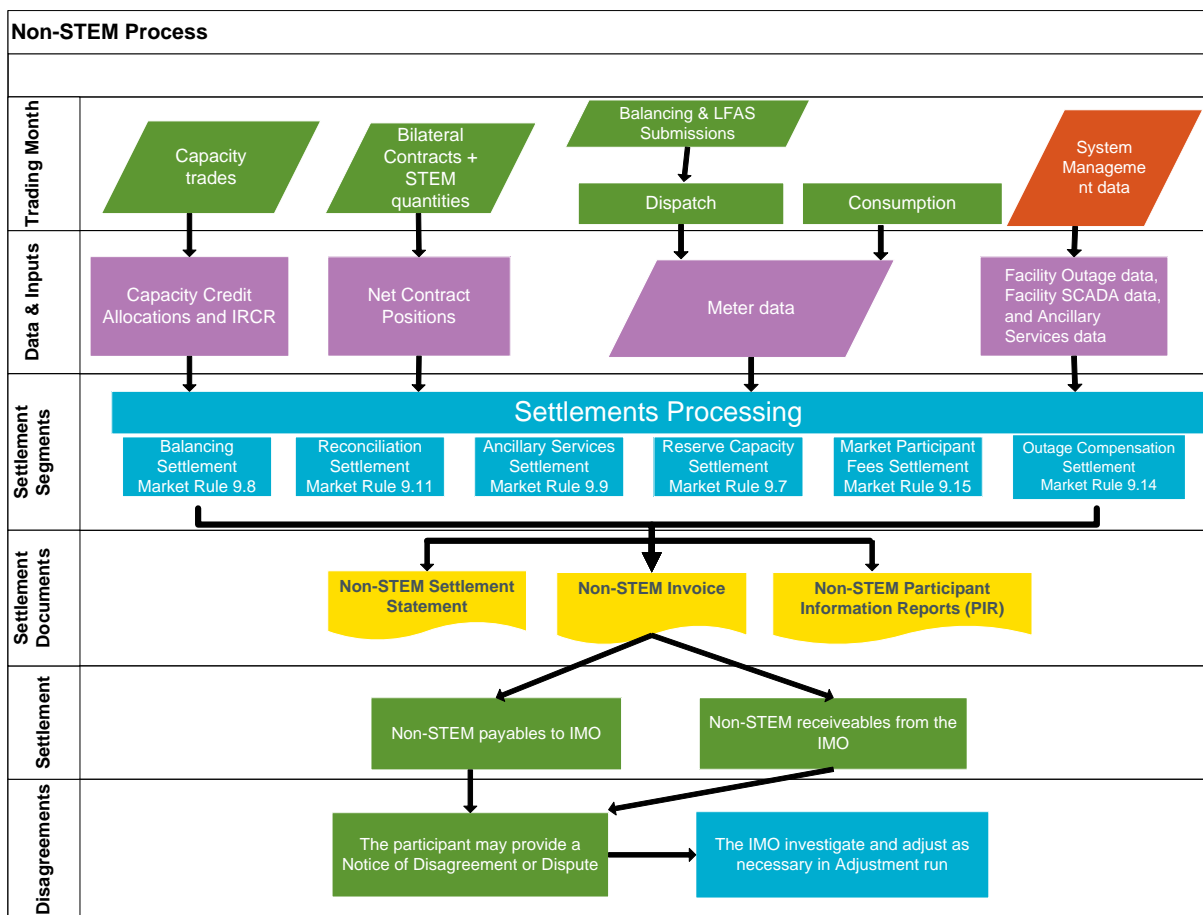 Non-STEM Process
Trading Month
Capacity
trades
Bilateral
Contracts +
STEM
quantities
Balancing & LFAS
Submissions
Dispatch
Consumption
System
Manageme
nt data
Data & Inputs
Capacity Credit
Allocations and IRCR
Net Contract
Positions
Meter data
Facility Outage data,
Facility SCADA data,
and Ancillary
Services data
Settlement
Segments
Settlements Processing
Balancing
Settlement
Market Rule 9.8
Reconciliation
Settlement
Market Rule 9.11
Ancillary Services
Settlement
Market Rule 9.9
Reserve Capacity
Settlement
Market Rule 9.7
Market Participant
Fees Settlement
Market Rule 9.15
Outage Compensation
Settlement
Market Rule 9.14
Settlement
Documents
Non-STEM Settlement
Statement
Non-STEM Invoice
Non-STEM Participant
Information Reports (PIR)
Settlement
Non-STEM payables to IMO
Non-STEM receiveables from the
IMO
Disagreements
The participant may provide a
Notice of Disagreement or Dispute
The IMO investigate and adjust as
necessary in Adjustment run